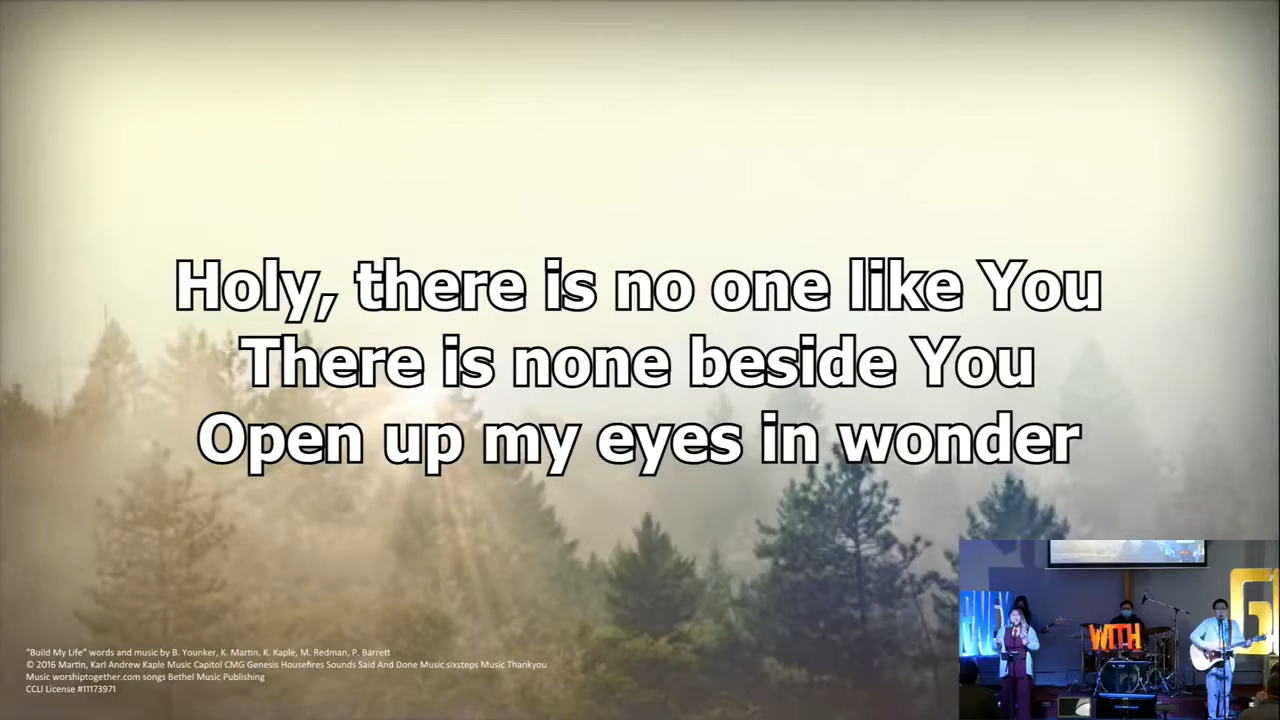 Holy, there is no one like You
There is none beside You
Open up my eyes in wonder
"Build My Life" words and music by B. Younker, K. Martin, K. Kaple, M. Redman, P. Barrett
© 2016 Martin, Karl Andrew Kaple Music Capitol CMG Genesis Housefires Sounds Said And Done Music sixsteps Music Thankyou
Music worshiptogether.com songs Bethel Music Publishing
CCLI License #11173971
WITH